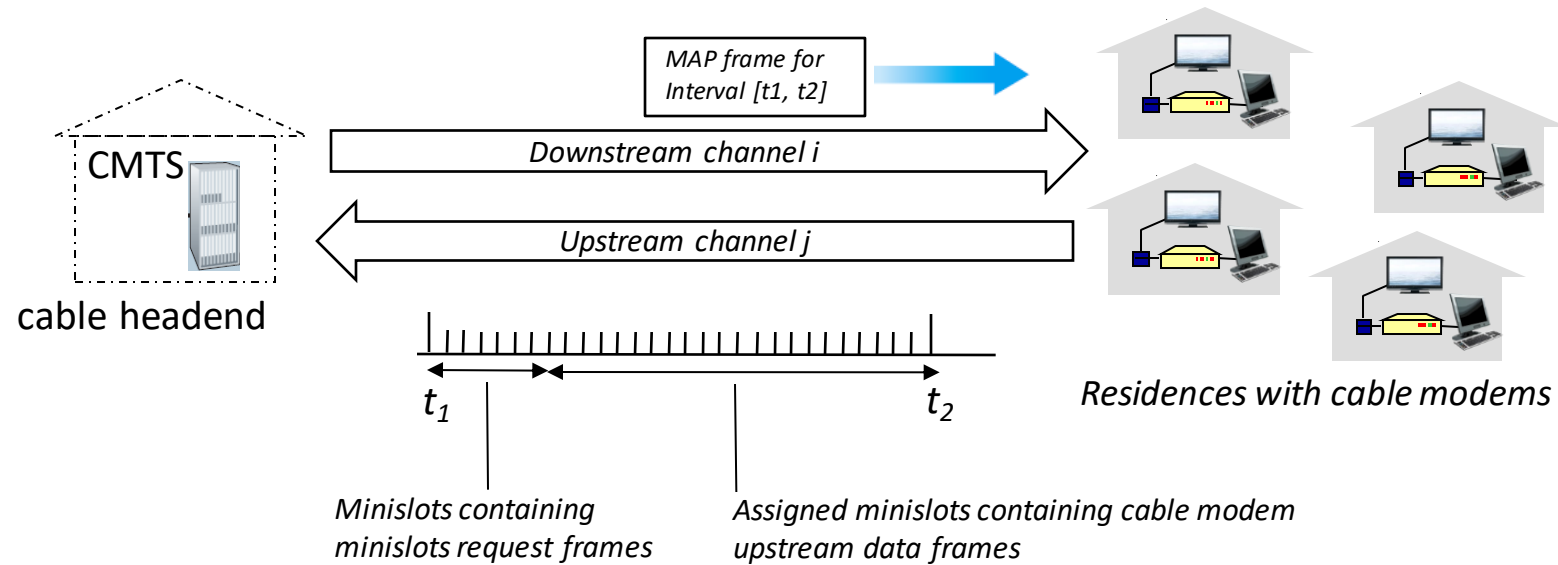 MAP frame for
Interval [t1, t2]
CMTS
Downstream channel i
Upstream channel j
cable headend
t1
t2
Residences with cable modems
Minislots containing
minislots request frames
Assigned minislots containing cable modem
upstream data frames